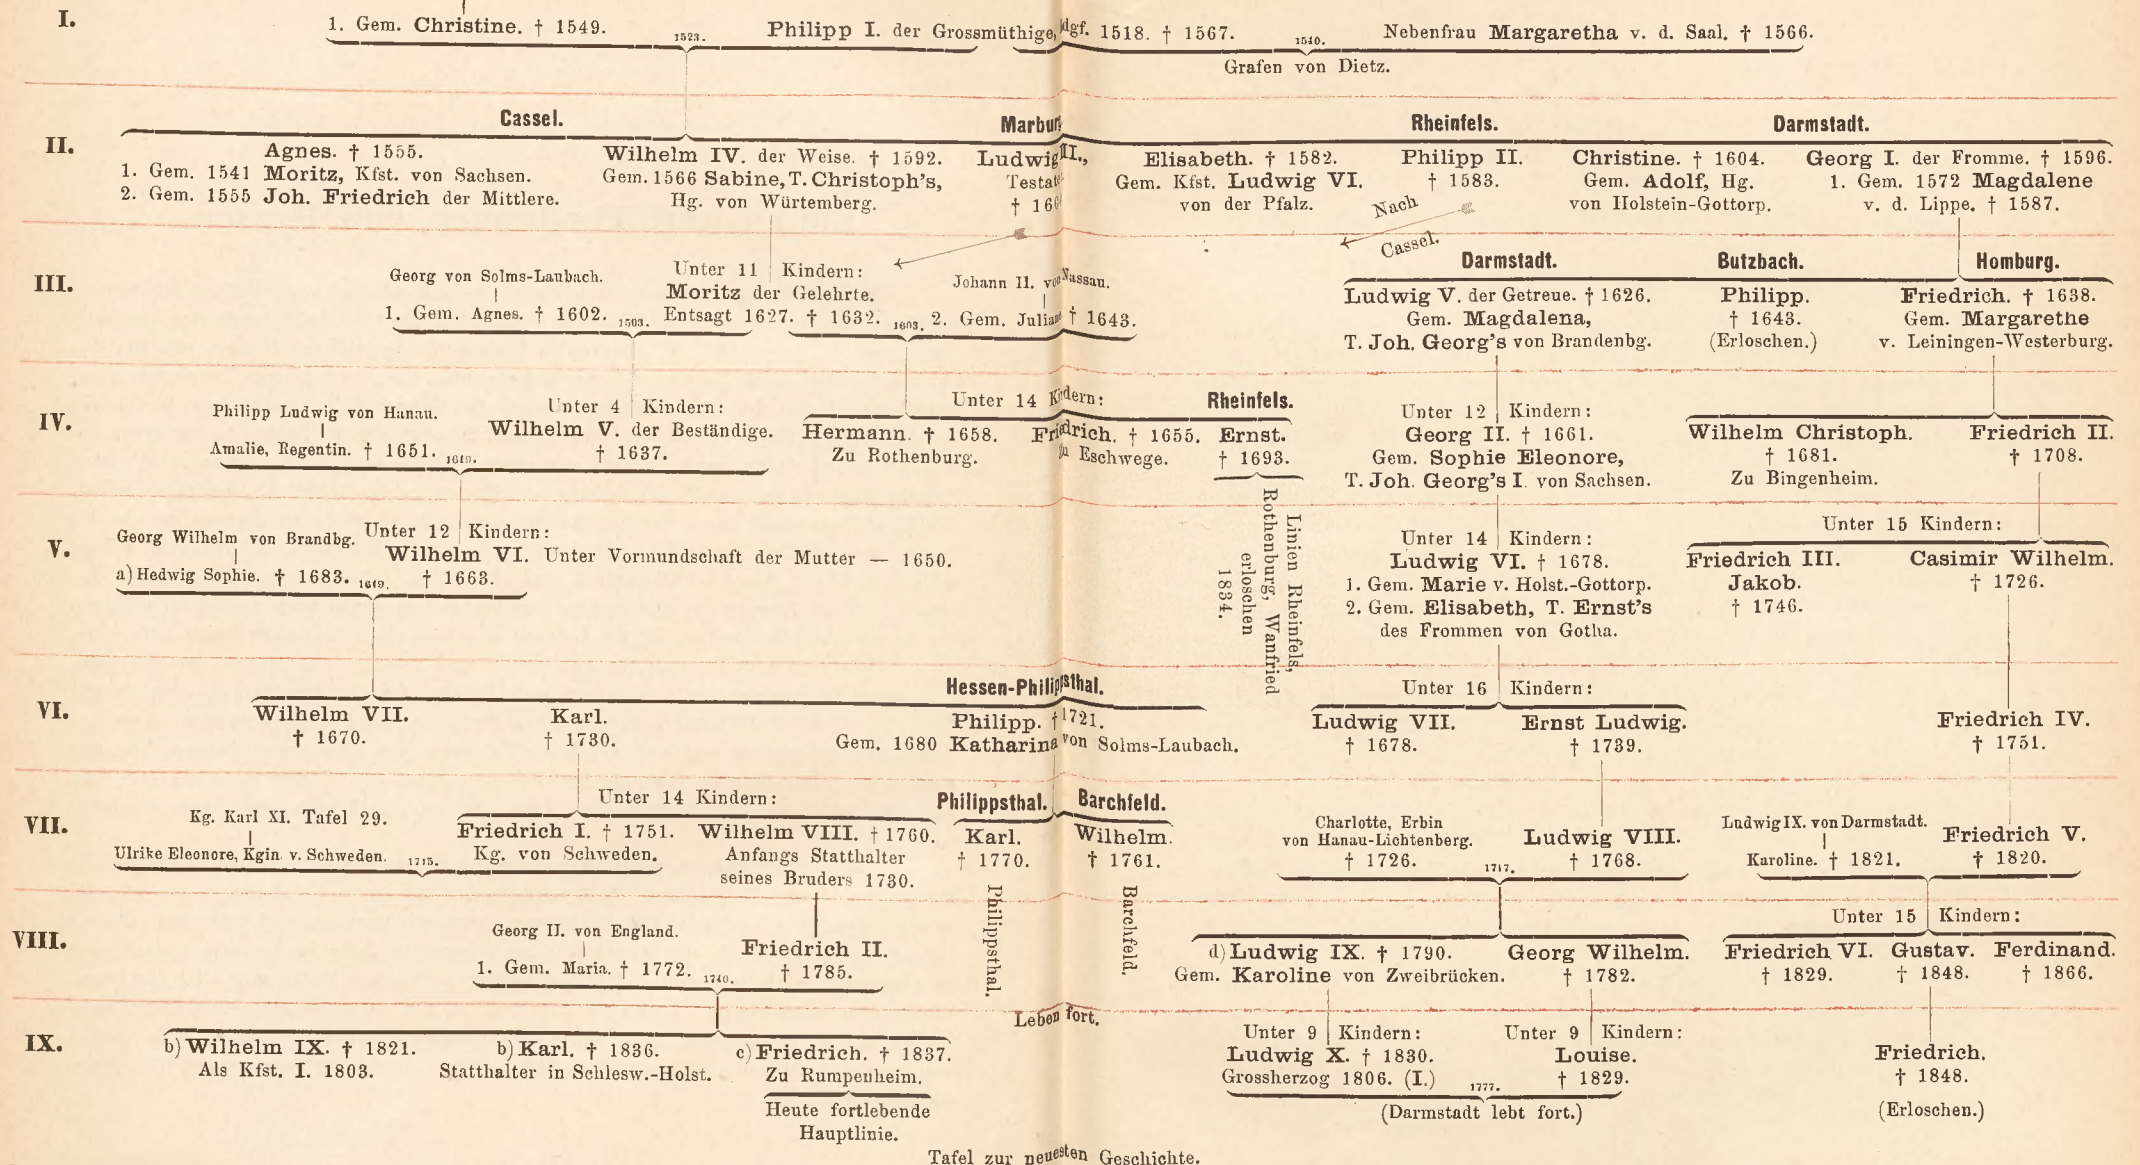 I.
1. Gem. Christine. † 1549.
1523.
Philipp I. der Grossmüthige, Ldgf. 1518. † 1567.
1540.
Nebenfrau Margaretha v. d. Saal. † 1566.
Grafen von Dietz.
II.
Cassel.
Marburg
Rheinfels.
Darmstadt.
Agnes. † 1555.
1. Gem. 1541 Moritz, Kfst. von Sachsen.
2. Gem. 1555 Joh. Friedrich der Mittlere.
Wilhelm IV. der Weise. † 1592.
Gem. 1566 Sabine, T. Christoph's,
Hg. von Würtemberg.
Ludwig II.,
Testator
† 160
Elisabeth. † 1582.
Gem. Kfst. Ludwig VI.
von der Pfalz.
Philipp II.
† 1583.
Nach
Cassel.
Christine. † 1604.
Gem. Adolf, Hg.
von Holstein-Gottorp.
Georg I. der Fromme. † 1596.
1. Gem. 1572 Magdalene
v. d. Lippe. † 1587.
III.
Georg von Solms-Laubach.
1. Gem. Agnes. † 1602.
1593.
Unter 11 Kindern:
Moritz der Gelehrte.
Entsagt 1627. † 1632.
1603.
Johann II. von Nassau.
2. Gem. Juliane † 1643.
Darmstadt.
Butzbach.
Homburg.
Ludwig V. der Getreue. † 1626.
Gem. Magdalena,
T. Joh. Georg's von Brandenbg.
Philipp.
† 1643.
(Erloschen.)
Friedrich. † 1638.
Gem. Margarethe
v. Leiningen-Westerburg.
IV.
Philipp Ludwig von Hanau.
Amalie, Regentin. † 1651.
1619.
Unter 4 Kindern:
Wilhelm V. der Beständige.
† 1637.
Unter 14 Kindern:
Rheinfels.
Hermann. † 1658.
Zu Rothenburg.
Friedrich. † 1655.
Zu Eschwege.
Ernst.
† 1693.
Linien Rheinfels,
Rothenburg, Wanfried
erloschen
1834.
Unter 12 Kindern:
Georg II. † 1661.
Gem. Sophie Eleonore,
T. Joh. Georg's I. von Sachsen.
Wilhelm Christoph.
† 1681.
Zu Bingenheim.
Friedrich II.
† 1708.
V.
Georg Wilhelm von Brandbg.
a) Hedwig Sophie. † 1683.
1649.
Unter 12 Kindern:
Wilhelm VI. Unter Vormundschaft der Mutter — 1650.
† 1663.
Unter 14 Kindern:
Ludwig VI. † 1678.
1. Gem. Marie v. Holst.-Gottorp.
2. Gem. Elisabeth, T. Ernst's
des Frommen von Gotha.
Unter 15 Kindern:
Friedrich III.
Jakob.
† 1746.
Casimir Wilhelm.
† 1726.
VI.
Hessen-Philippsthal.
Wilhelm VII.
† 1670.
Karl.
† 1730.
Philipp. † 1721.
Gem. 1680 Katharina von Solms-Laubach.
Unter 16 Kindern:
Ludwig VII.
† 1678.
Ernst Ludwig.
† 1739.
Friedrich IV.
† 1751.
VII.
Kg. Karl XI. Tafel 29.
Ulrike Eleonore, Kgin. v. Schweden.
1715.
Unter 14 Kindern:
Friedrich I. † 1751.
Kg. von Schweden.
Wilhelm VIII. † 1760.
Anfangs Statthalter
seines Bruders 1730.
Philippsthal.
Barchfeld.
Karl.
† 1770.
Wilhelm.
† 1761.
Philippsthal.
Barchfeld.
Charlotte, Erbin
von Hanau-Lichtenberg.
† 1726.
1717.
Ludwig VIII.
† 1768.
Ludwig IX. von Darmstadt.
Karoline. † 1821.
Friedrich V.
† 1820.
VIII.
Georg II. von England.
1. Gem. Maria. † 1772.
1740.
Friedrich II.
† 1785.
d) Ludwig IX. † 1790.
Gem. Karoline von Zweibrücken.
Georg Wilhelm.
† 1782.
Unter 15 Kindern:
Friedrich VI.
† 1829.
Gustav.
† 1848.
Ferdinand.
† 1866.
Leben fort.
IX.
b) Wilhelm IX. † 1821.
Als Kfst. I. 1803.
b) Karl. † 1836.
Statthalter in Schlesw.-Holst.
c) Friedrich. † 1837.
Zu Rumpenheim.
Heute fortlebende
Hauptlinie.
Unter 9 Kindern:
Ludwig X. † 1830.
Grossherzog 1806. (I.)
1777.
Unter 9 Kindern:
Louise.
† 1829.
(Darmstadt lebt fort.)
Friedrich.
† 1848.
(Erloschen.)
Tafel zur neuesten Geschichte.